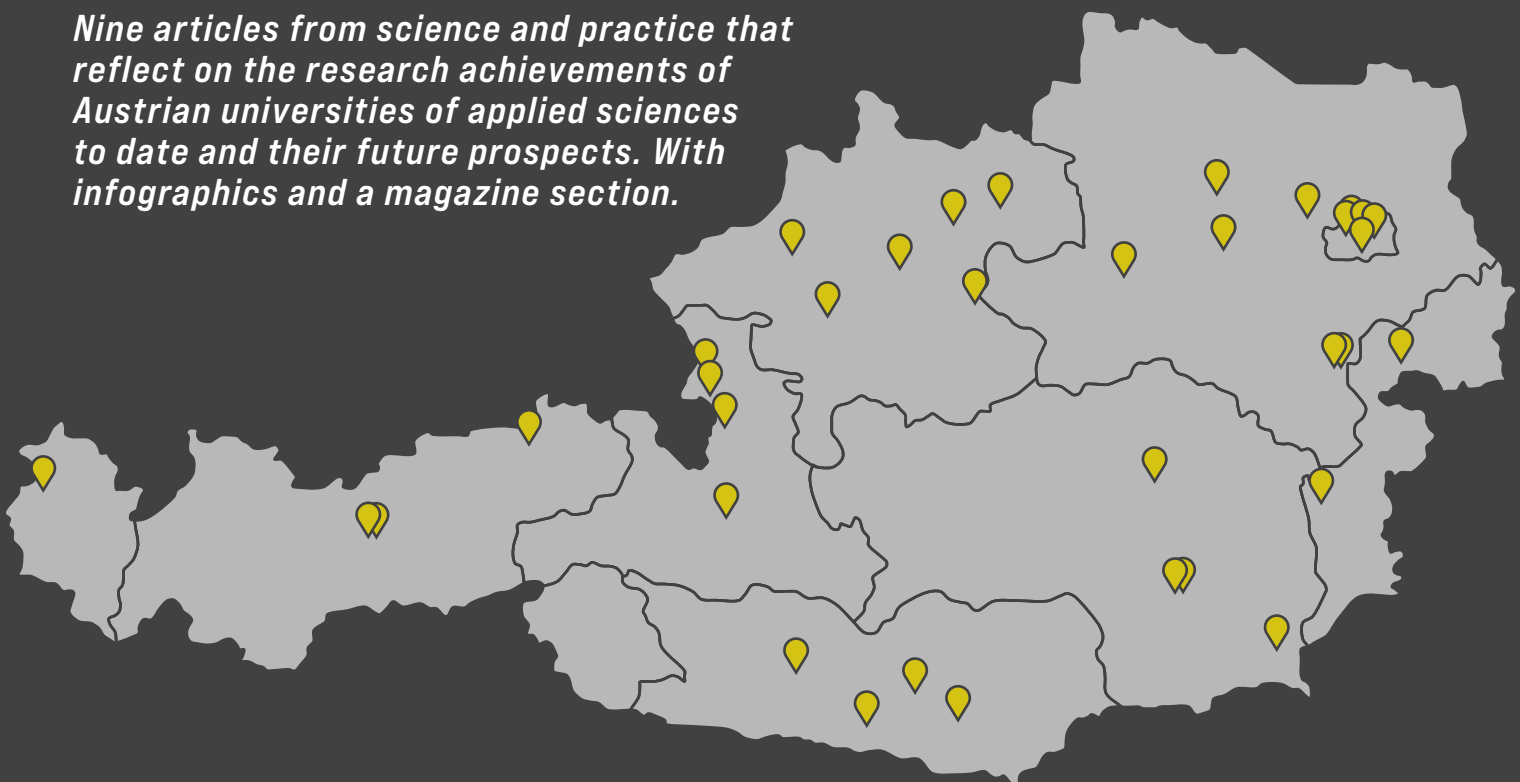 Nine articles from science and practice that
reflect on the research achievements of
Austrian universities of applied sciences
to date and their future prospects. With
infographics and a magazine section.